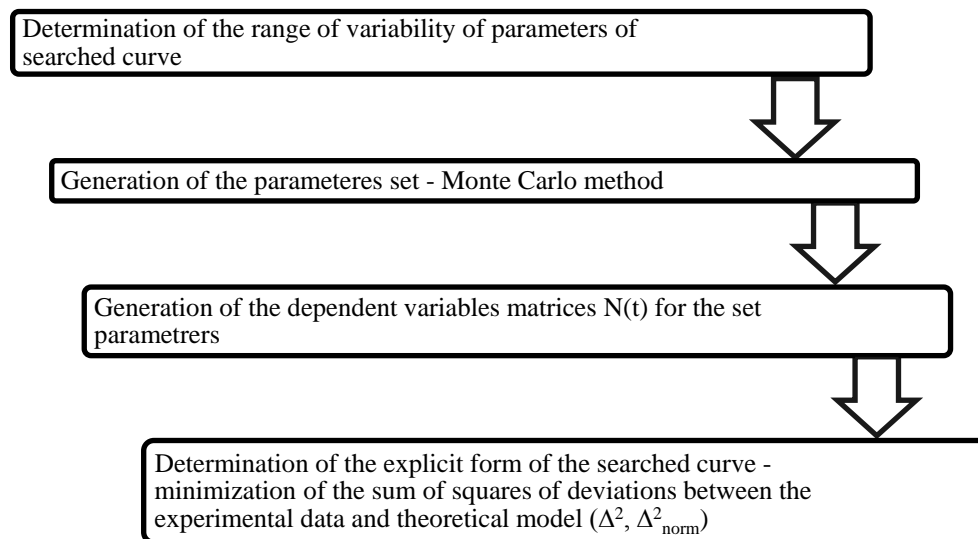 Determination of the range of variability of parameters of
searched curve
Generation of the parameteres set - Monte Carlo method
Generation of the dependent variables matrices N(t) for the set
parametrers
Determination of the explicit form of the searched curve -
minimization of the sum of squares of deviations between the
experimental data and theoretical model (Δ², Δ²norm)